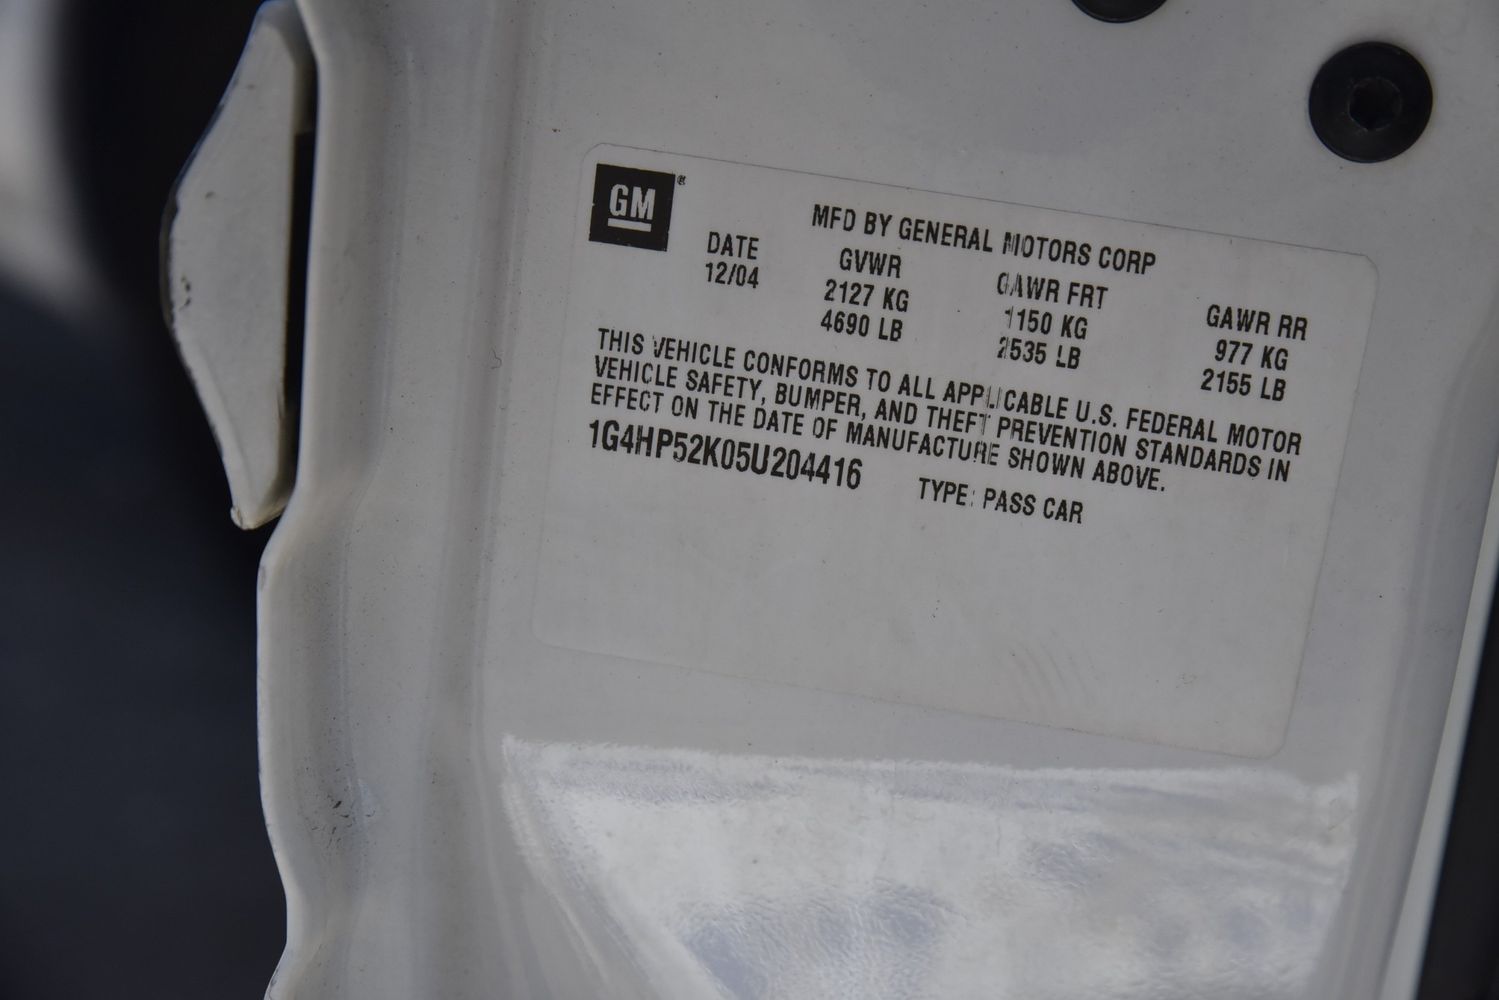 GM®
MFD BY GENERAL MOTORS CORP
DATE GVWR GAWR FRT GAWR RR
12/04 2127 KG 1150 KG 977 KG
4690 LB 2535 LB 2155 LB
THIS VEHICLE CONFORMS TO ALL APPLICABLE U.S. FEDERAL MOTOR
VEHICLE SAFETY, BUMPER, AND THEFT PREVENTION STANDARDS IN
EFFECT ON THE DATE OF MANUFACTURE SHOWN ABOVE.
1G4HP52K05U204416 TYPE: PASS CAR